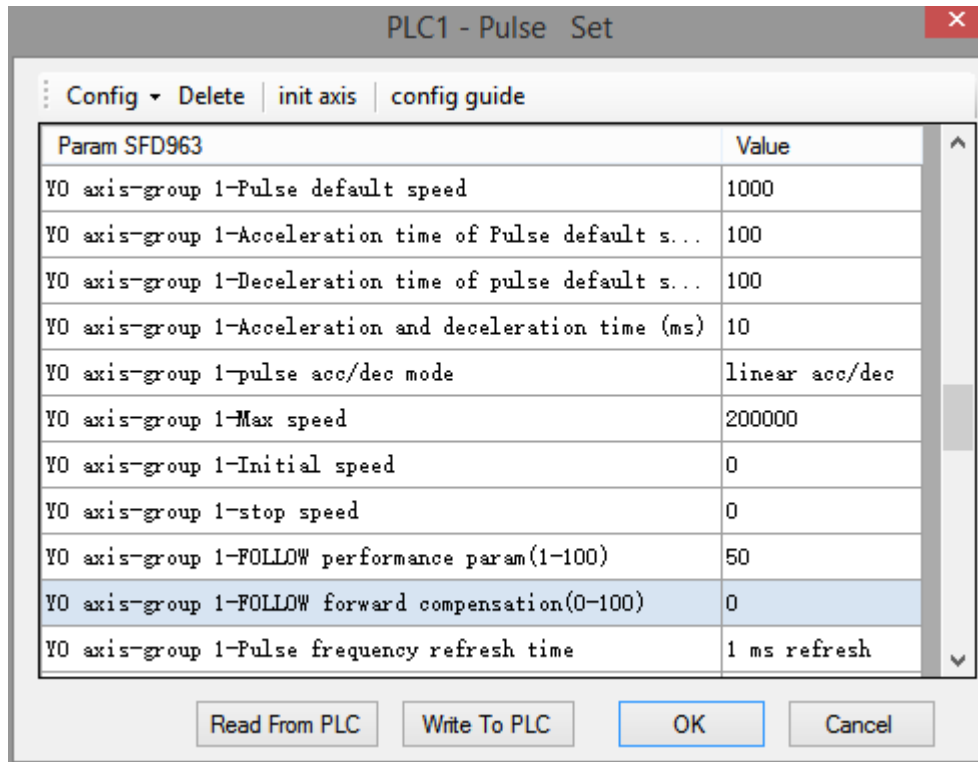 PLC1 - Pulse Set
Config Delete init axis config guide
Param SFD963 Value
Y0 axis-group 1-Pulse default speed 1000
Y0 axis-group 1-Acceleration time of Pulse default s... 100
Y0 axis-group 1-Deceleration time of pulse default s... 100
Y0 axis-group 1-Acceleration and deceleration time (ms) 10
Y0 axis-group 1-pulse acc/dec mode linear acc/dec
Y0 axis-group 1-Max speed 200000
Y0 axis-group 1-Initial speed 0
Y0 axis-group 1-stop speed 0
Y0 axis-group 1-FOLLOW performance param(1-100) 50
Y0 axis-group 1-FOLLOW forward compensation(0-100) 0
Y0 axis-group 1-Pulse frequency refresh time 1 ms refresh
Read From PLC Write To PLC OK Cancel